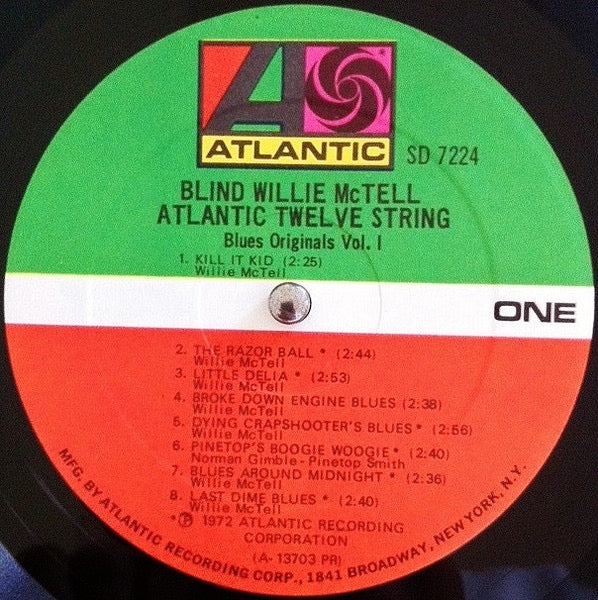 ATLANTIC
SD 7224
BLIND WILLIE McTELL
ATLANTIC TWELVE STRING
Blues Originals Vol. I
1. KILL IT KID (2:25)
Willie McTell
ONE
2. THE RAZOR BALL * (2:44)
Willie McTell
3. LITTLE DELIA * (2:53)
Willie McTell
4. BROKE DOWN ENGINE BLUES (2:38)
Willie McTell
5. DYING CRAPSHOOTER'S BLUES * (2:56)
Willie McTell
6. PINETOP'S BOOGIE WOOGIE * (2:40)
Norman Gimble - Pinetop Smith
7. BLUES AROUND MIDNIGHT * (2:36)
Willie McTell
8. LAST DIME BLUES * (2:40)
Willie McTell
* ℗ 1972 ATLANTIC RECORDING
CORPORATION
(A-13703 PR)
MFG. BY ATLANTIC RECORDING CORP., 1841 BROADWAY, NEW YORK, N.Y.